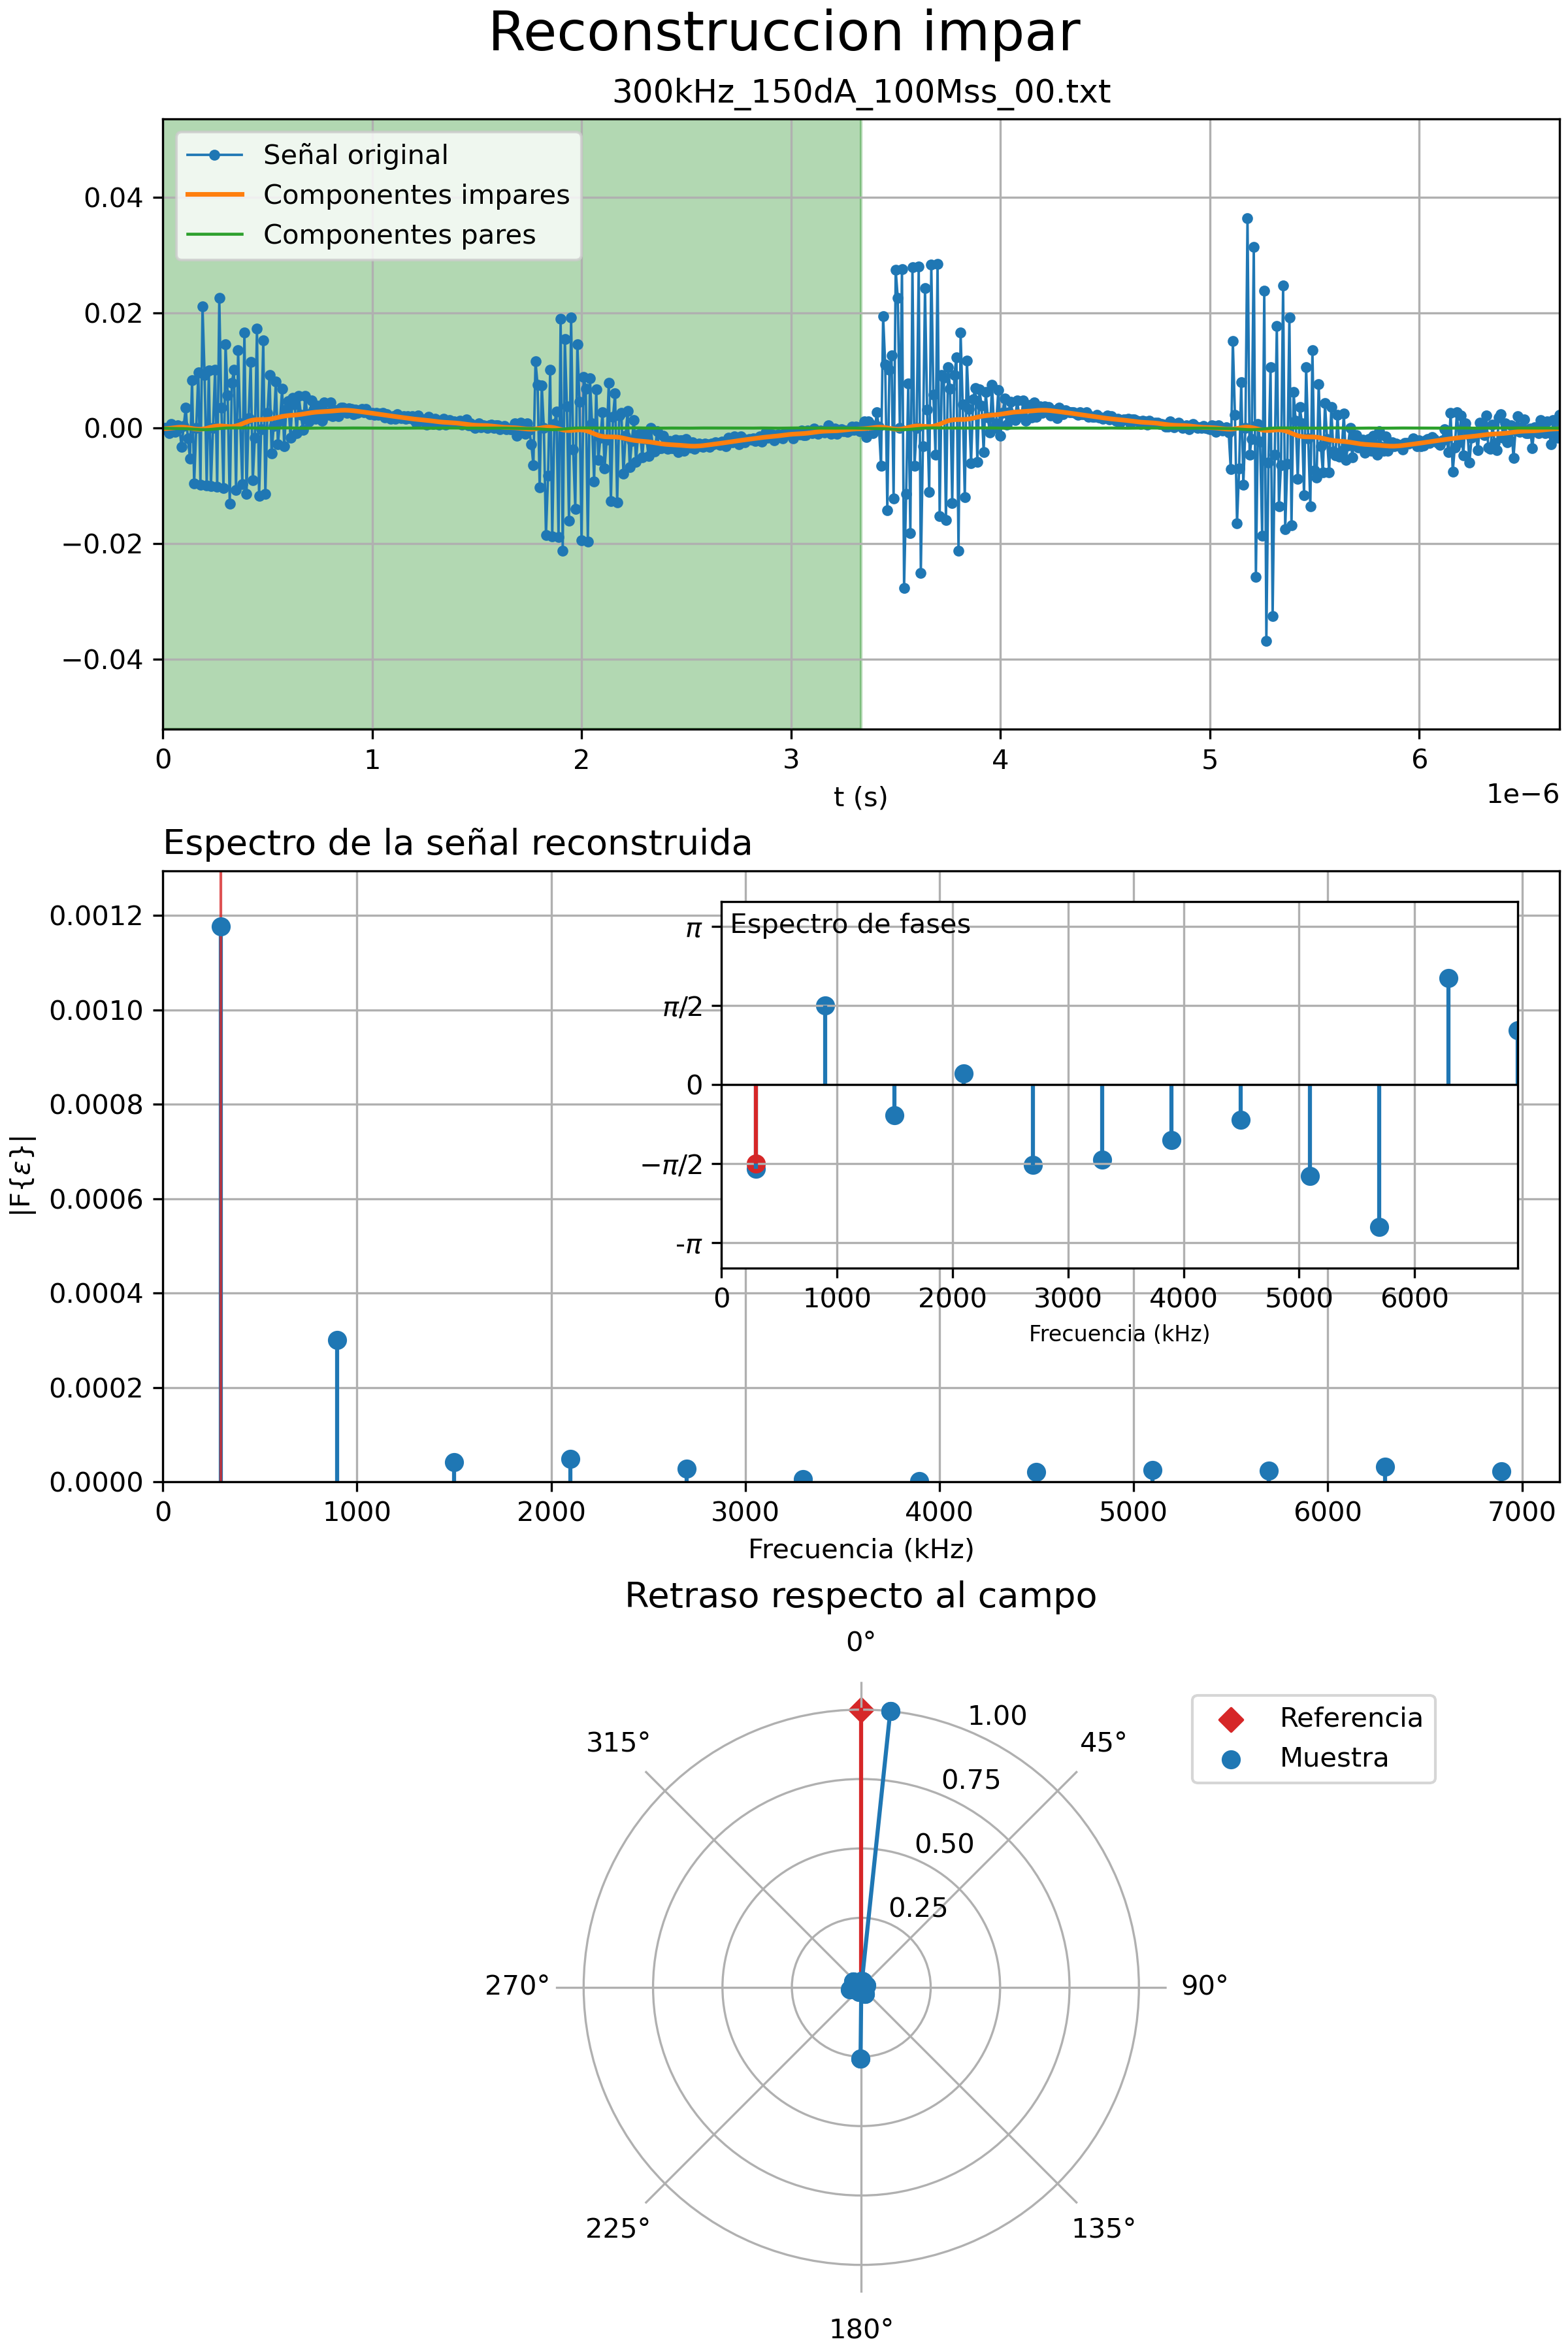 Reconstruccion impar
300kHz_150dA_100Mss_00.txt
Señal original
Componentes impares
Componentes pares
0.04
0.02
0.00
−0.02
−0.04
0 1 2 3 4 5 6
t (s)
1e−6
Espectro de la señal reconstruida
0.0012
0.0010
0.0008
0.0006
0.0004
0.0002
0.0000
|F{ε}|
Espectro de fases
π
π/2
0
−π/2
-π
0 1000 2000 3000 4000 5000 6000
Frecuencia (kHz)
0 1000 2000 3000 4000 5000 6000 7000
Frecuencia (kHz)
Retraso respecto al campo
0°
45°
90°
135°
180°
225°
270°
315°
1.00
0.75
0.50
0.25
Referencia
Muestra